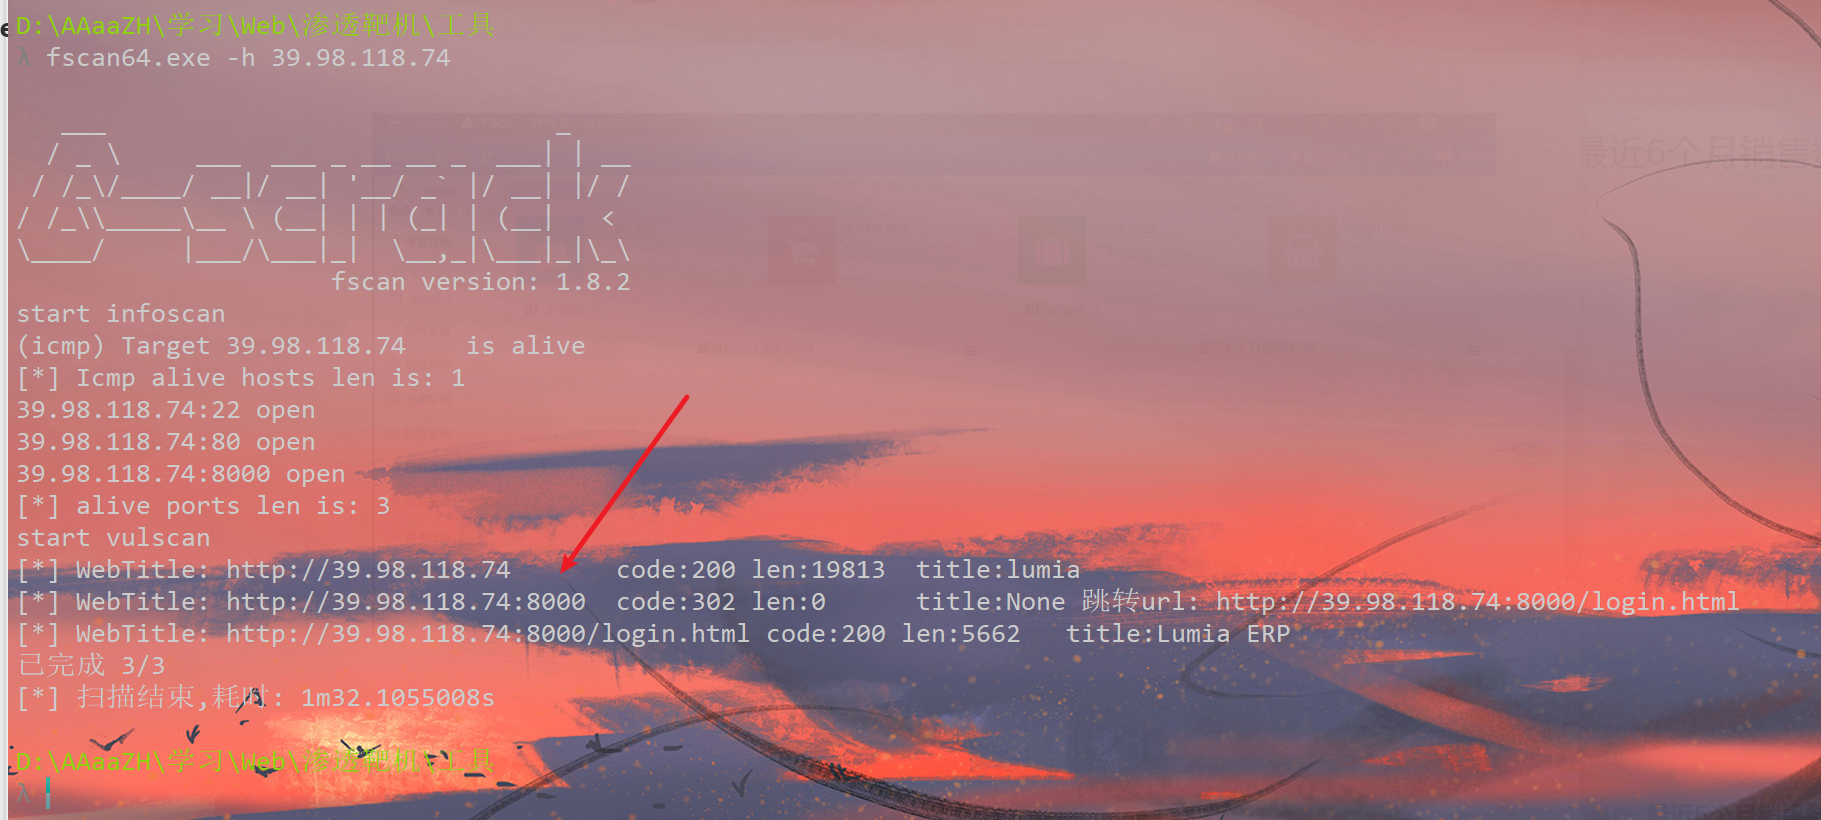 D:\AAaaZH\学习\Web\渗透靶机\工具
λ fscan64.exe -h 39.98.118.74
   ___                              _
  / _ \     ___  ___ _ __ __ _  ___| | __
 / /_\/____/ __|/ __| '__/ _` |/ __| |/ /
/ /_\\_____\__ \ (__| | | (_| | (__|   <
\____/     |___/\___|_|  \__,_|\___|_|\_\
                     fscan version: 1.8.2
start infoscan
(icmp) Target 39.98.118.74    is alive
[*] Icmp alive hosts len is: 1
39.98.118.74:22 open
39.98.118.74:80 open
39.98.118.74:8000 open
[*] alive ports len is: 3
start vulscan
[*] WebTitle: http://39.98.118.74       code:200 len:19813  title:lumia
[*] WebTitle: http://39.98.118.74:8000  code:302 len:0      title:None 跳转url: http://39.98.118.74:8000/login.html
[*] WebTitle: http://39.98.118.74:8000/login.html code:200 len:5662   title:Lumia ERP
已完成 3/3
[*] 扫描结束,耗时: 1m32.1055008s
D:\AAaaZH\学习\Web\渗透靶机\工具
λ
最近6个月销售